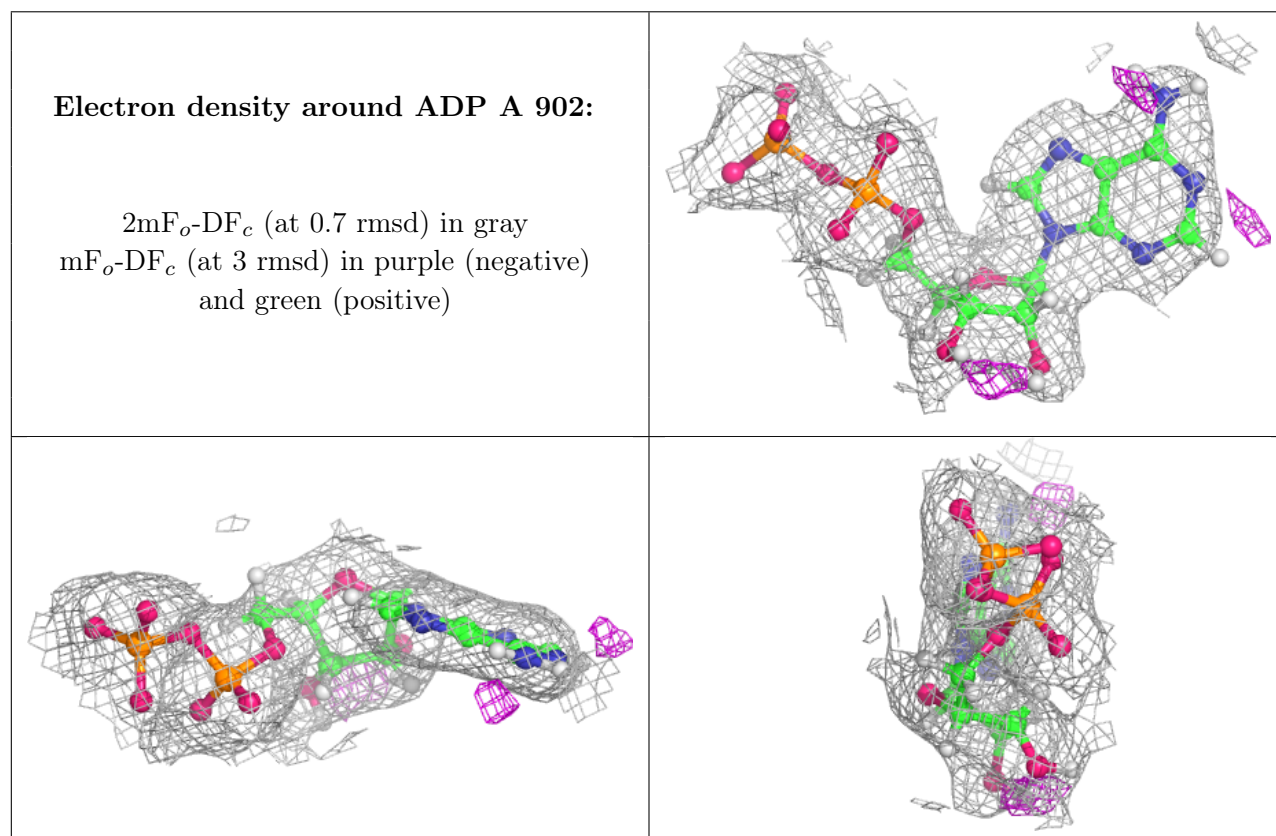 Electron density around ADP A 902:
2mFo-DFc (at 0.7 rmsd) in gray
mFo-DFc (at 3 rmsd) in purple (negative)
and green (positive)